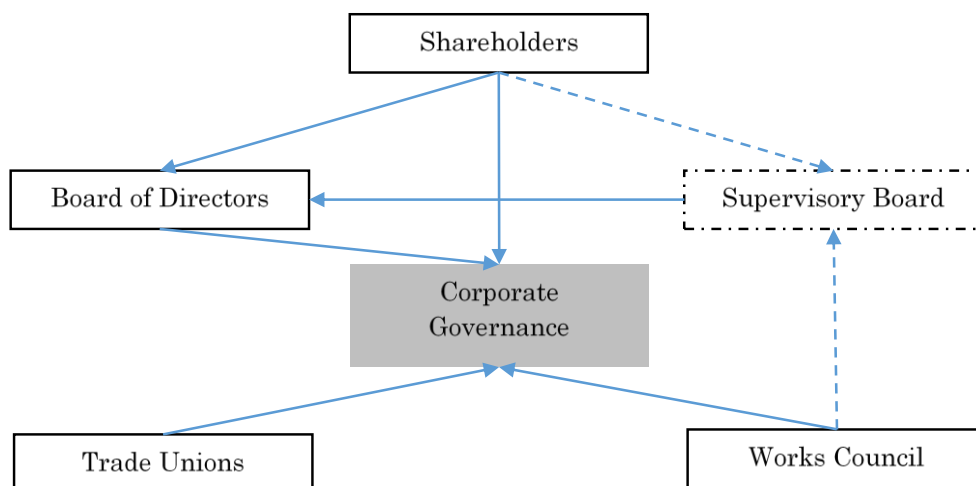 Shareholders
Board of Directors
Supervisory Board
Corporate
Governance
Trade Unions
Works Council